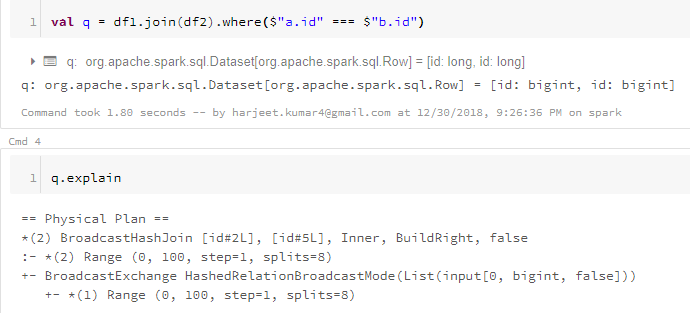 1 val q = df1.join(df2).where($"a.id" === $"b.id")
q: org.apache.spark.sql.Dataset[org.apache.spark.sql.Row] = [id: long, id: long]
q: org.apache.spark.sql.Dataset[org.apache.spark.sql.Row] = [id: bigint, id: bigint]
Command took 1.80 seconds -- by harjeet.kumar4@gmail.com at 12/30/2018, 9:26:36 PM on spark
Cmd 4
1 q.explain
== Physical Plan ==
*(2) BroadcastHashJoin [id#2L], [id#5L], Inner, BuildRight, false
:- *(2) Range (0, 100, step=1, splits=8)
+- BroadcastExchange HashedRelationBroadcastMode(List(input[0, bigint, false]))
   +- *(1) Range (0, 100, step=1, splits=8)